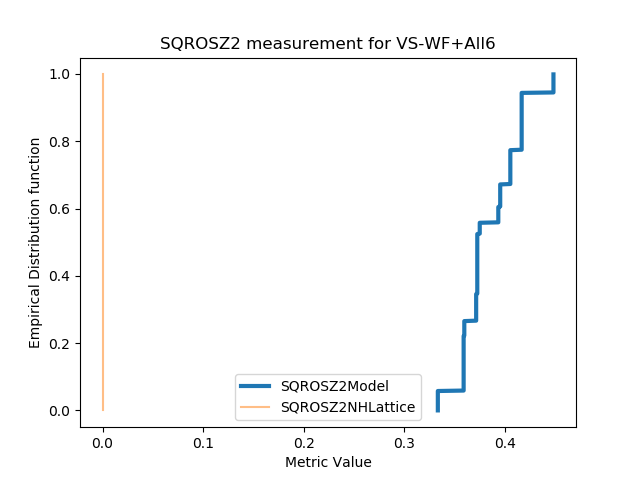 SQROSZ2 measurement for VS-WF+All6
Empirical Distribution function
1.0
0.8
0.6
0.4
0.2
0.0
SQROSZ2Model
SQROSZ2NHLattice
0.0 0.1 0.2 0.3 0.4
Metric Value